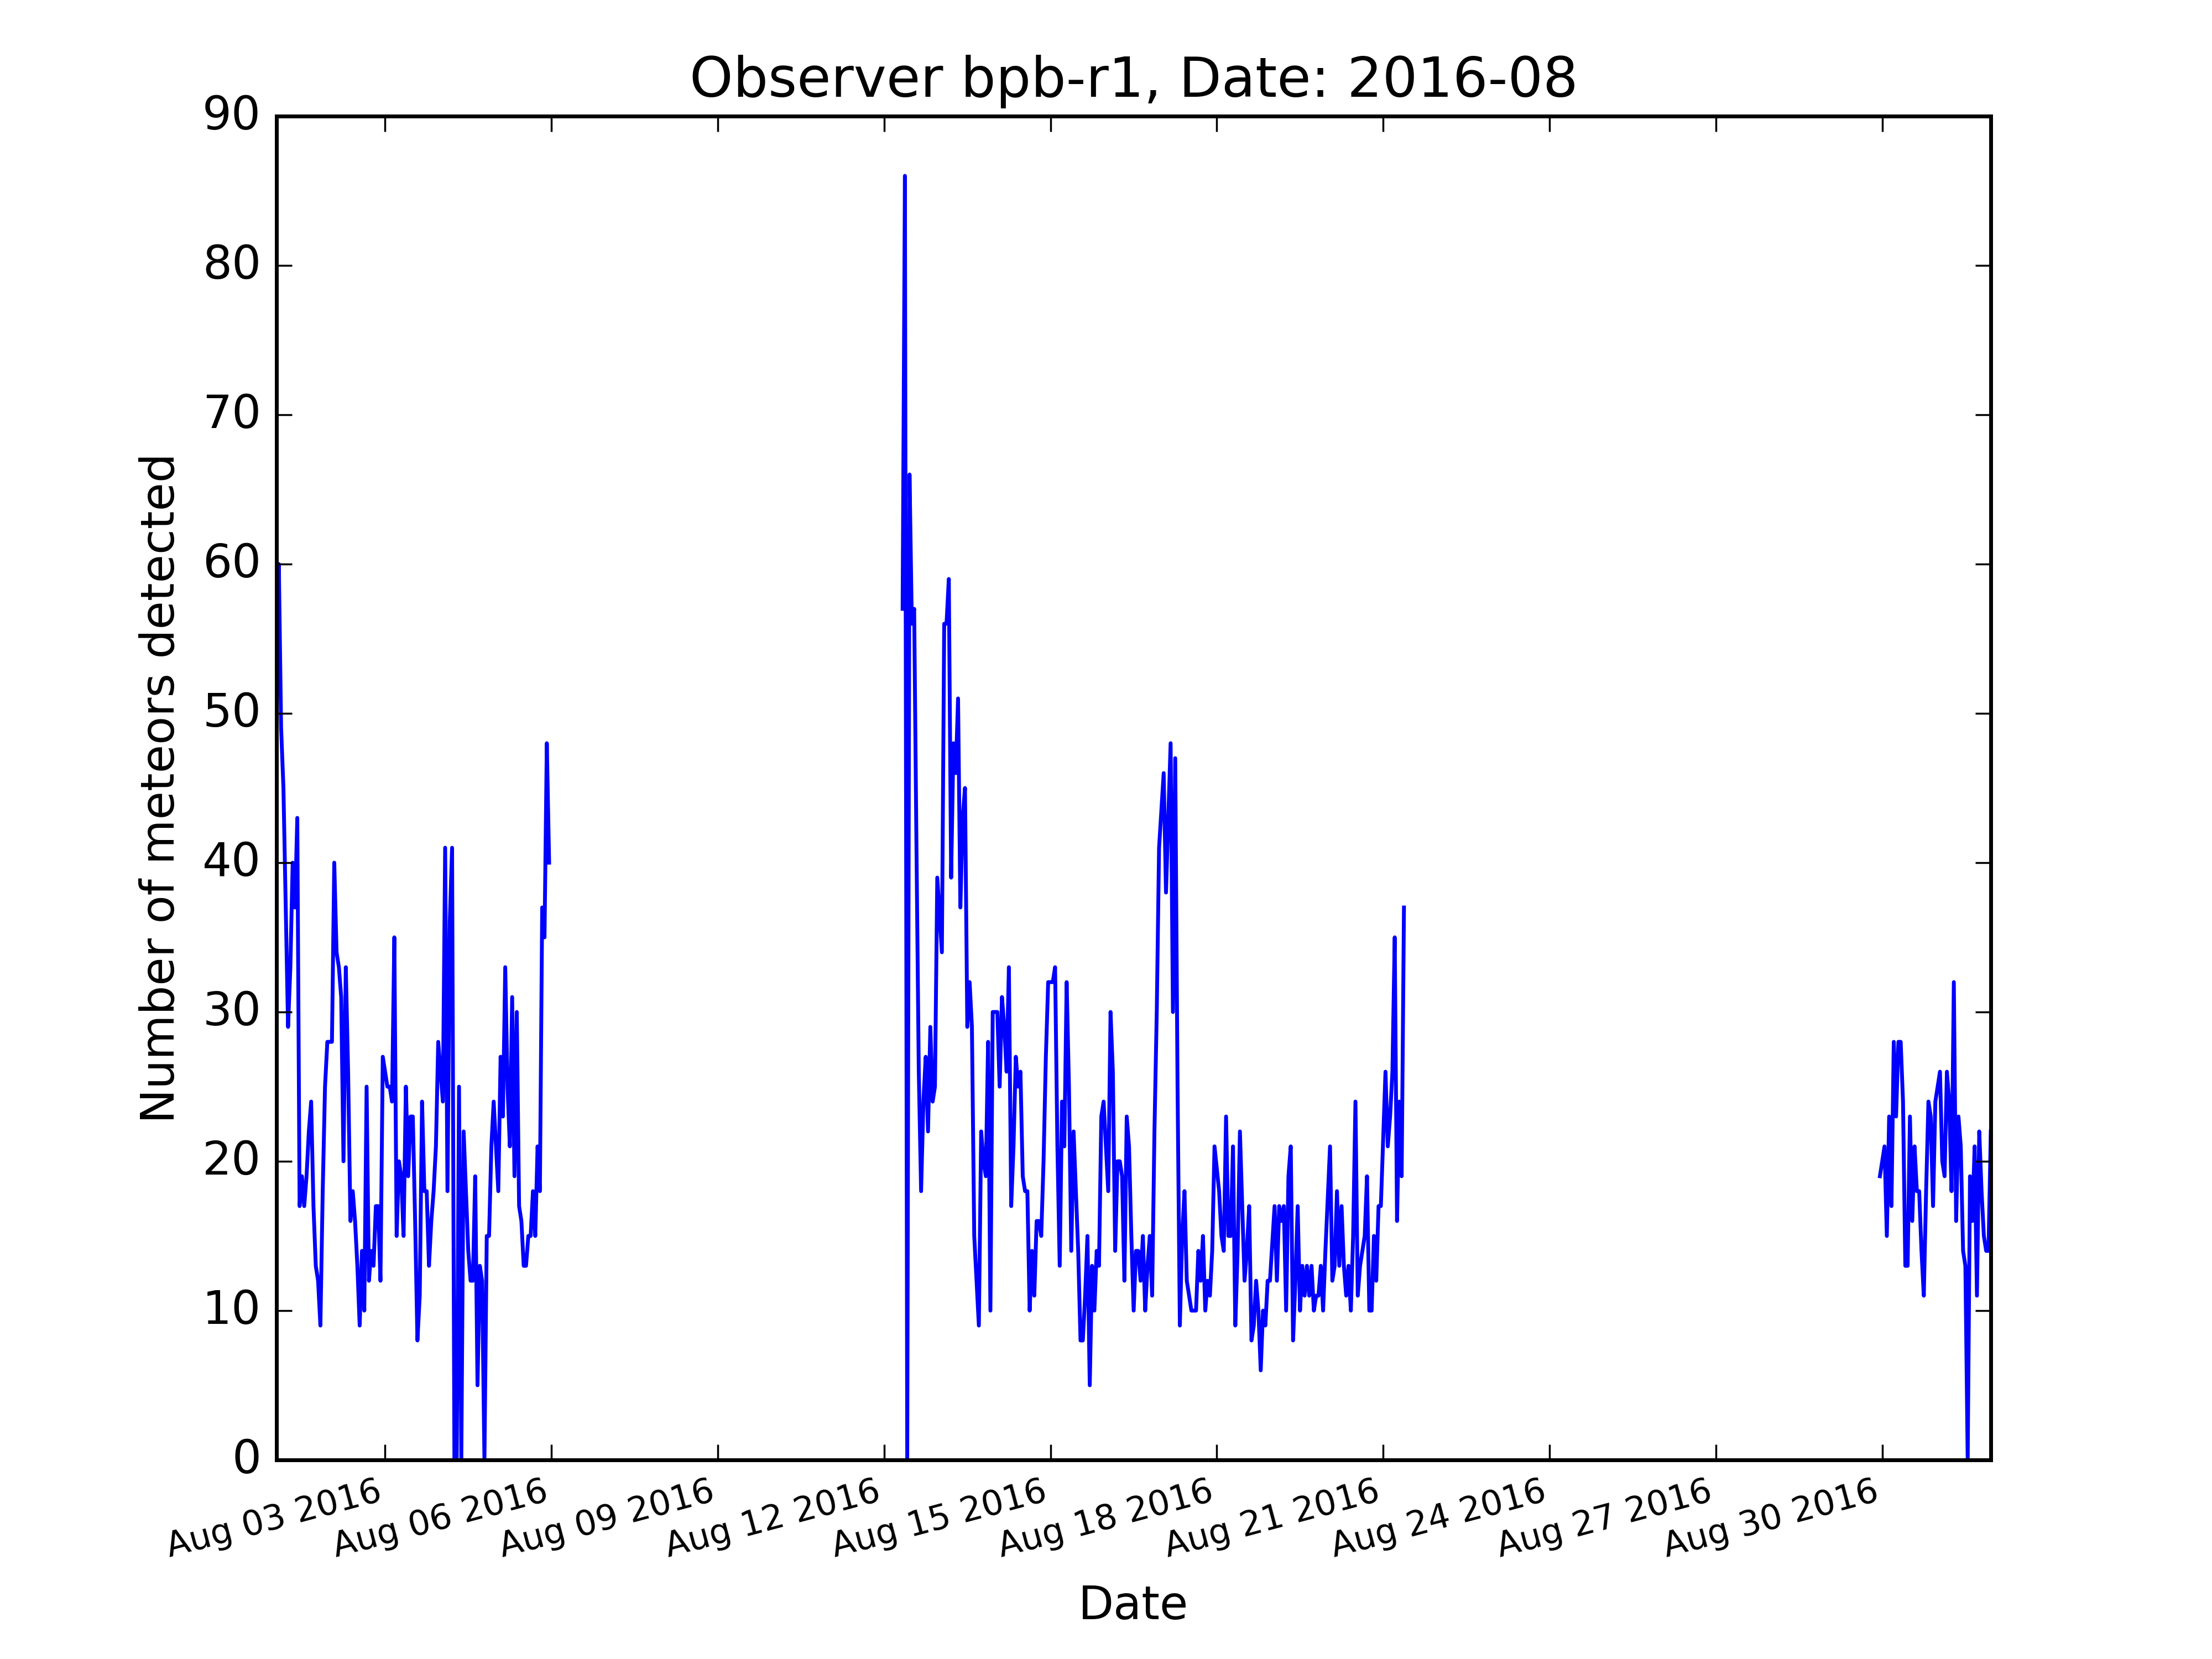 Observer bpb-r1, Date: 2016-08
90
80
70
60
50
40
30
20
10
0
Number of meteors detected
Aug 03 2016
Aug 06 2016
Aug 09 2016
Aug 12 2016
Aug 15 2016
Aug 18 2016
Aug 21 2016
Aug 24 2016
Aug 27 2016
Aug 30 2016
Date